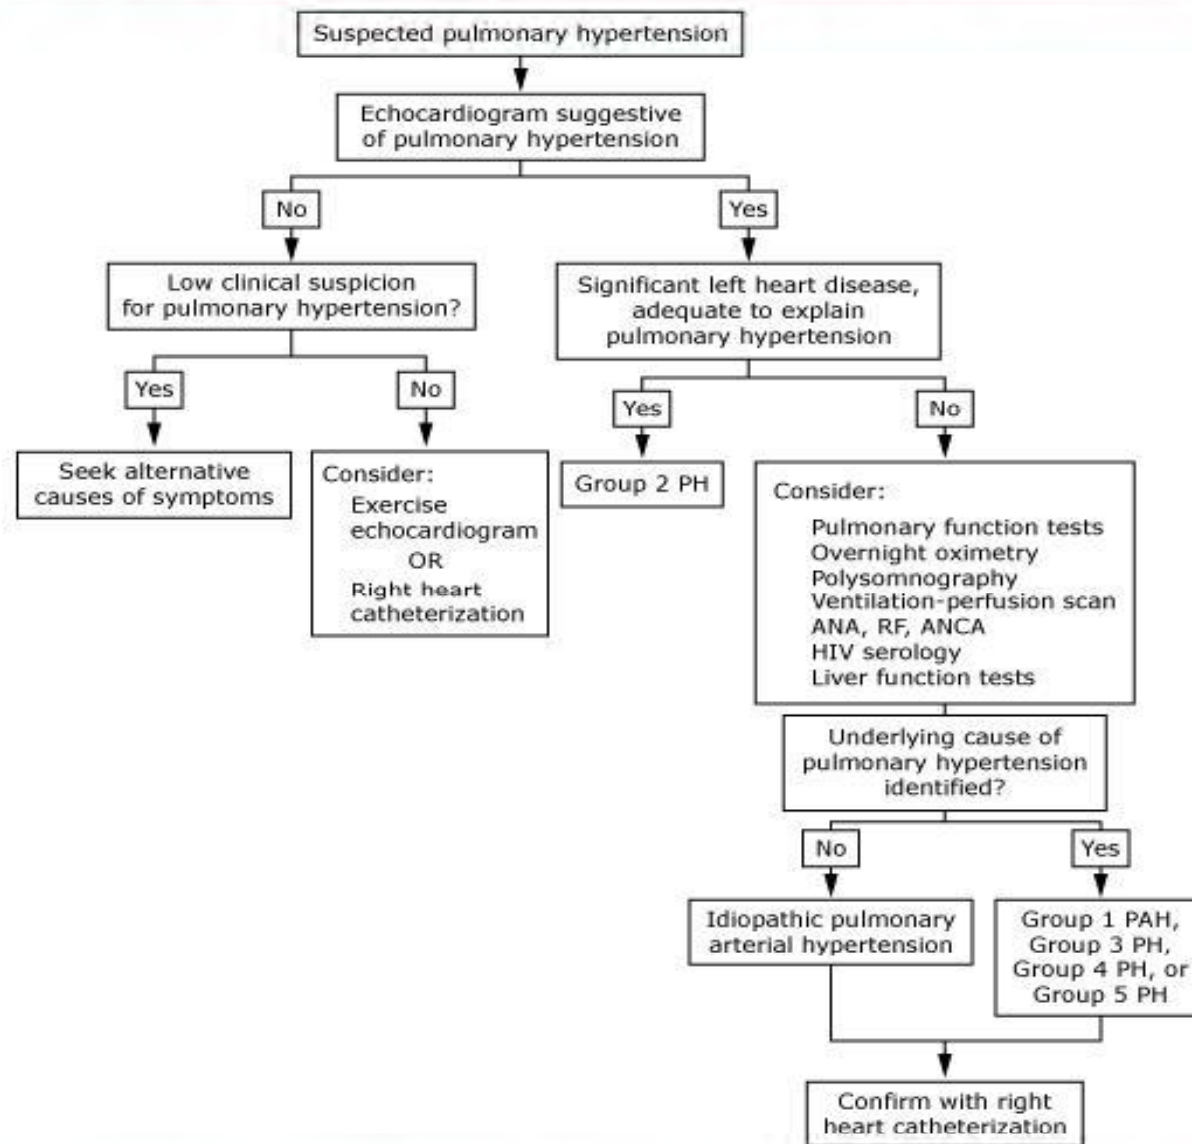 Suspected pulmonary hypertension
Echocardiogram suggestive
of pulmonary hypertension
No
Yes
Low clinical suspicion
for pulmonary hypertension?
Significant left heart disease,
adequate to explain
pulmonary hypertension
Yes
No
Yes
No
Seek alternative
causes of symptoms
Consider:
Exercise
echocardiogram
OR
Right heart
catheterization
Group 2 PH
Consider:
Pulmonary function tests
Overnight oximetry
Polysomnography
Ventilation-perfusion scan
ANA, RF, ANCA
HIV serology
Liver function tests
Underlying cause of
pulmonary hypertension
identified?
No
Yes
Idiopathic pulmonary
arterial hypertension
Group 1 PAH,
Group 3 PH,
Group 4 PH, or
Group 5 PH
Confirm with right
heart catheterization